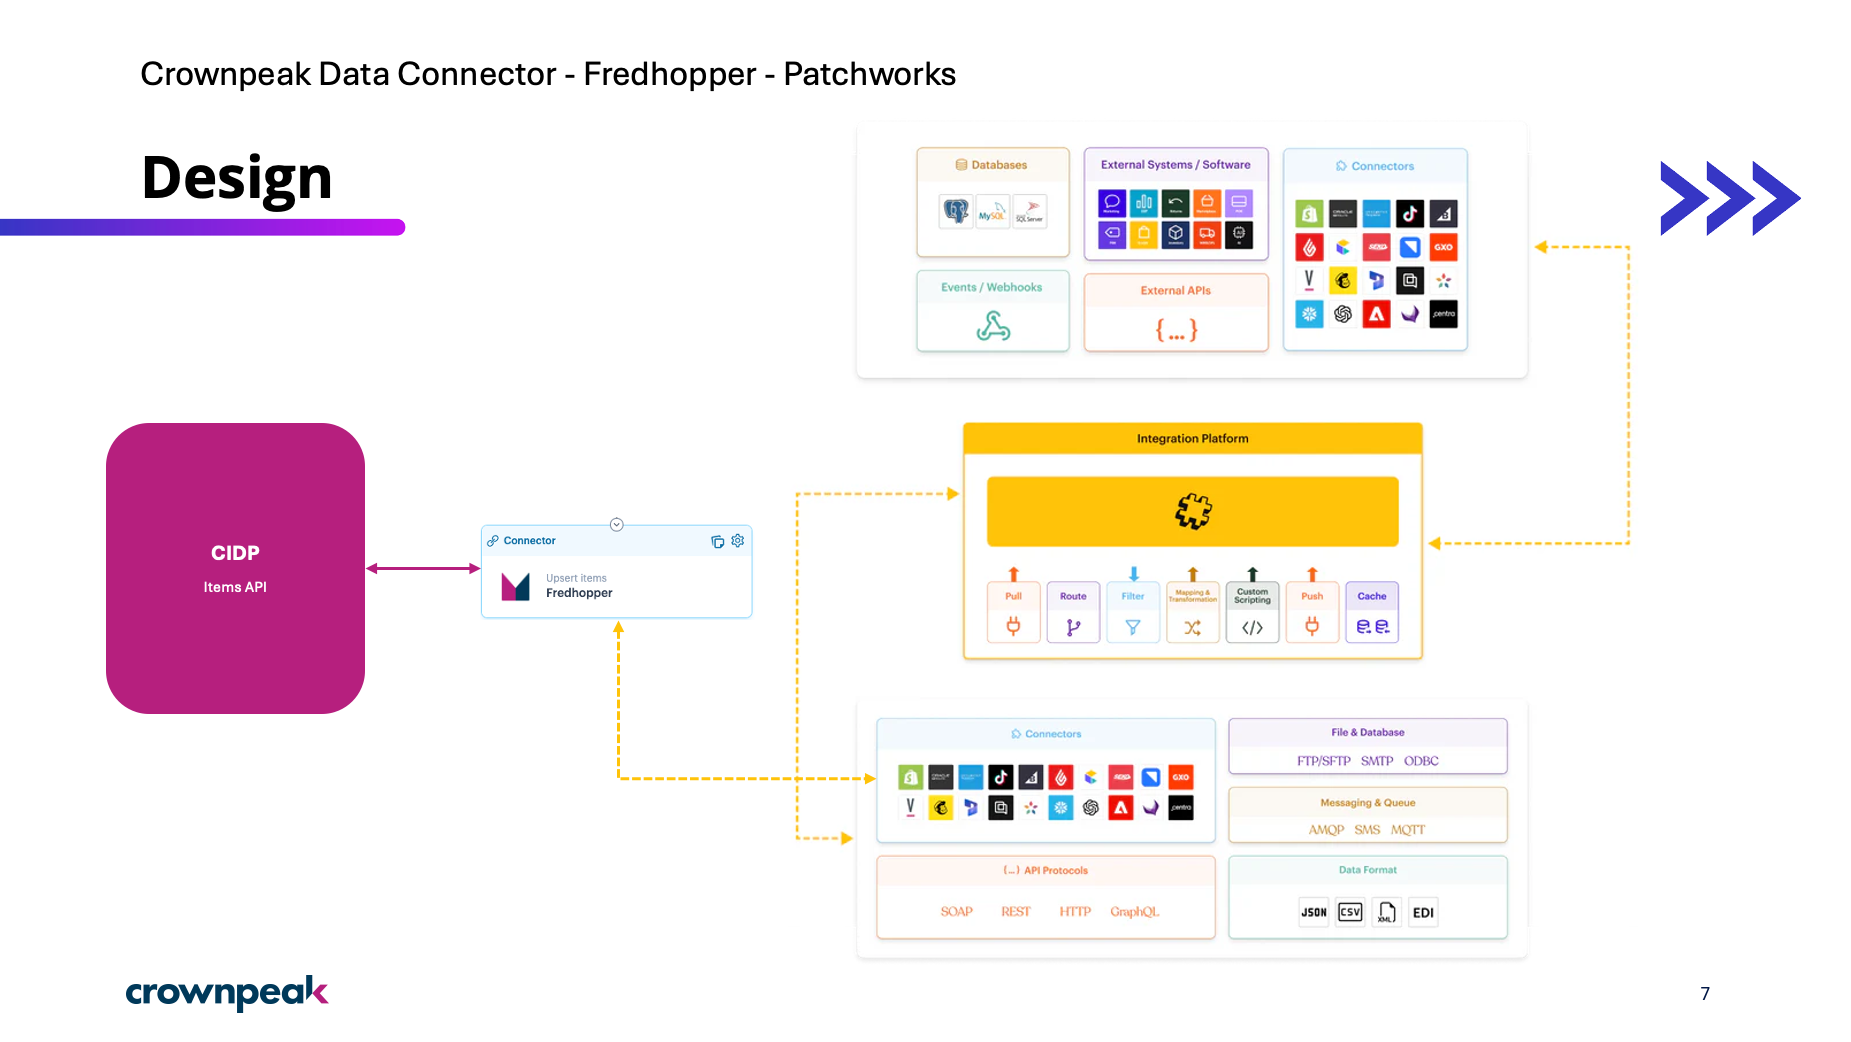 Crownpeak Data Connector - Fredhopper - Patchworks
Design
Databases
MySQL
SQL Server
External Systems / Software
Connectors
Events / Webhooks
External APIs
{...}
GXO
centra
CIDP
Items API
Connector
Upsert items
Fredhopper
Integration Platform
Pull
Route
Filter
Mapping &
Transformation
Custom
Scripting
Push
Cache
Connectors
GXO
centra
File & Database
FTP/SFTP SMTP ODBC
Messaging & Queue
AMQP SMS MQTT
(...) API Protocols
SOAP REST HTTP GraphQL
Data Format
JSON CSV XML EDI
crownpeak
7